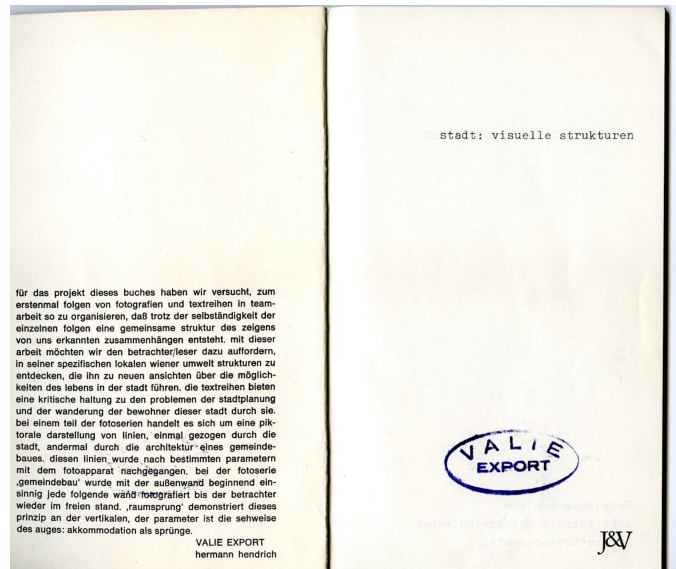 für das projekt dieses buches haben wir versucht, zum
erstenmal folgen von fotografien und textreihen in team-
arbeit so zu organisieren, daß trotz der selbständigkeit der
einzelnen folgen eine gemeinsame struktur des zeigens
von uns erkannten zusammenhängen entsteht. mit dieser
arbeit möchten wir den betrachter/leser dazu auffordern,
in seiner spezifischen lokalen wiener umwelt strukturen zu
entdecken, die ihn zu neuen ansichten über die möglich-
keiten des lebens in der stadt führen. die textreihen bieten
eine kritische haltung zu den problemen der stadtplanung
und der wanderung der bewohner dieser stadt durch sie.
bei einem teil der fotoserien handelt es sich um eine pik-
torale darstellung von linien, einmal gezogen durch die
stadt, andermal durch die architektur eines gemeinde-
baues. diesen linien wurde nach bestimmten parametern
mit dem fotoapparat nachgegangen. bei der fotoserie
‚gemeindebau' wurde mit der außenwand beginnend ein-
sinnig jede folgende wand fotografiert bis der betrachter
wieder im freien stand. ‚raumsprung' demonstriert dieses
prinzip an der vertikalen, der parameter ist die sehweise
des auges: akkommodation als sprünge.
VALIE EXPORT
hermann hendrich
stadt: visuelle strukturen
VALIE
EXPORT
J&V